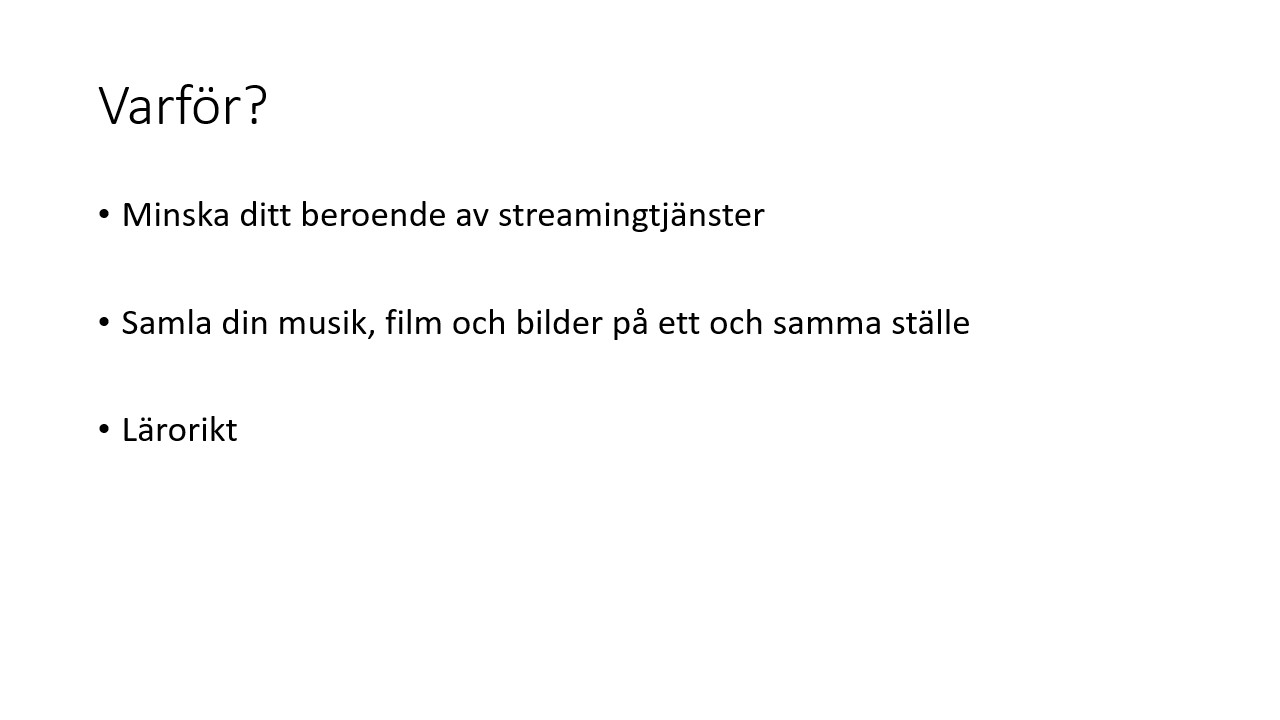 Varför?
• Minska ditt beroende av streamingtjänster
• Samla din musik, film och bilder på ett och samma ställe
• Lärorikt